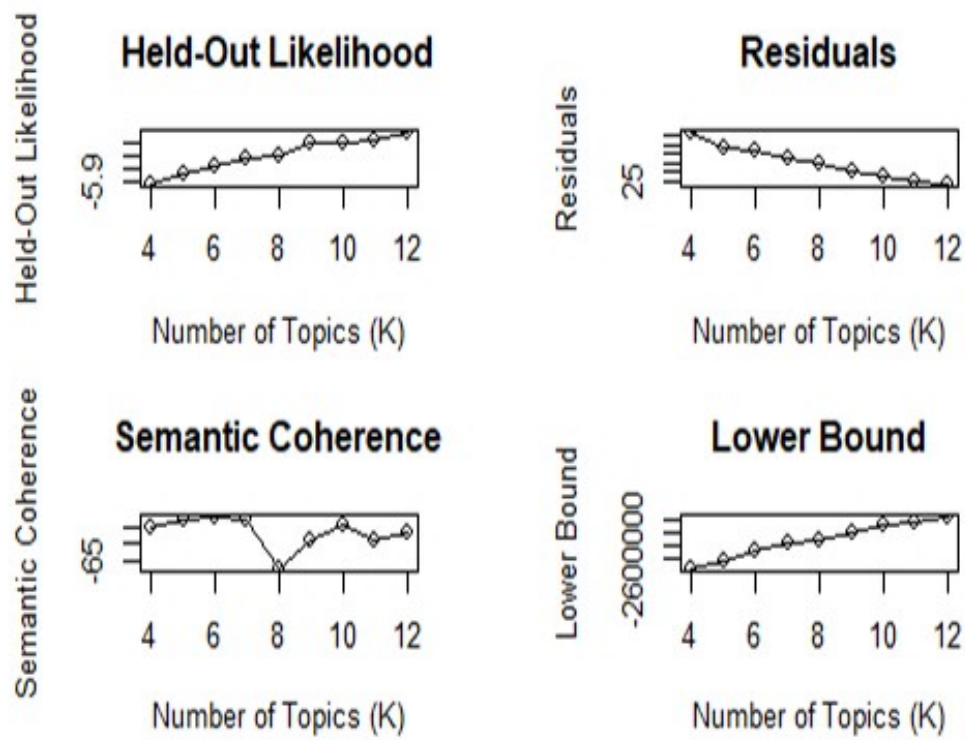 Held-Out Likelihood
Held-Out Likelihood
-5.9
4 6 8 10 12
Number of Topics (K)
Residuals
Residuals
25
4 6 8 10 12
Number of Topics (K)
Semantic Coherence
Semantic Coherence
-65
4 6 8 10 12
Number of Topics (K)
Lower Bound
Lower Bound
-2600000
4 6 8 10 12
Number of Topics (K)